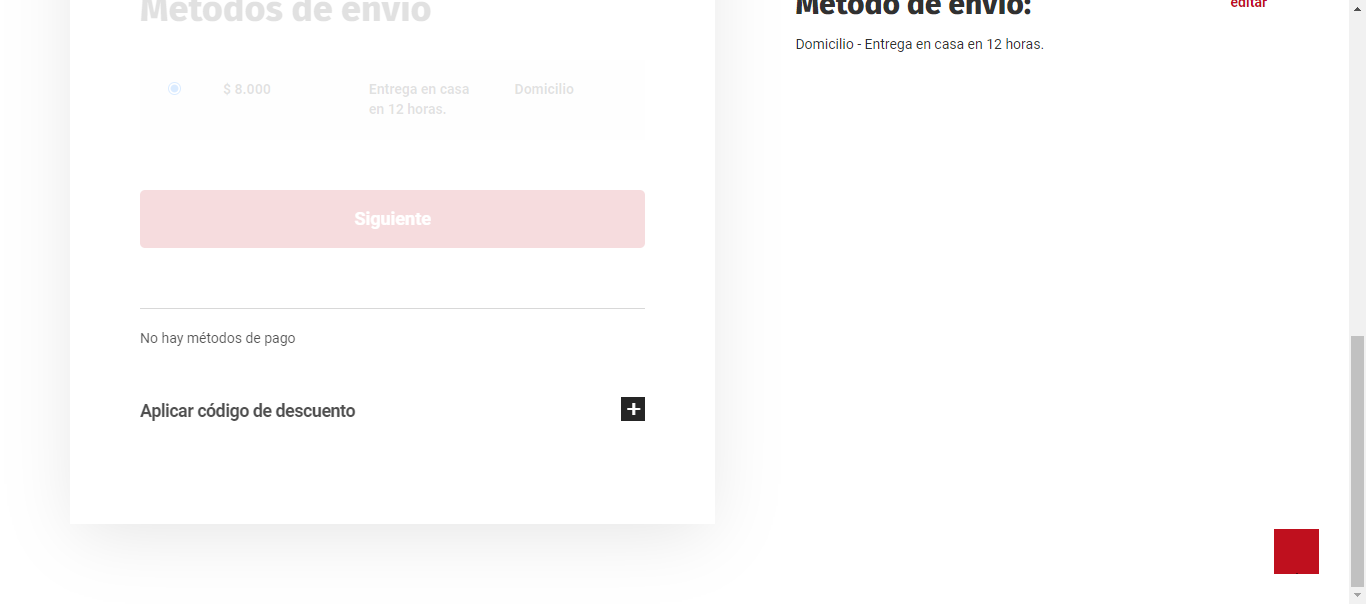 Métodos de envío
$ 8.000
Entrega en casa
en 12 horas.
Domicilio
Siguiente
No hay métodos de pago
Aplicar código de descuento
Método de envío:
editar
Domicilio - Entrega en casa en 12 horas.